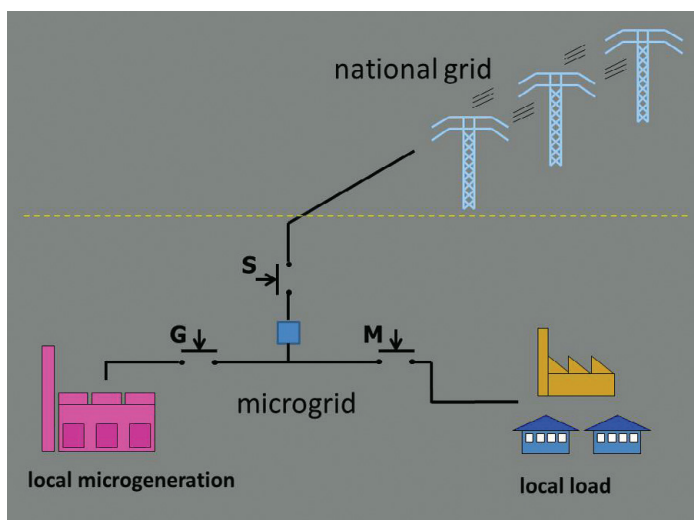 national grid
S
G
M
microgrid
local microgeneration
local load